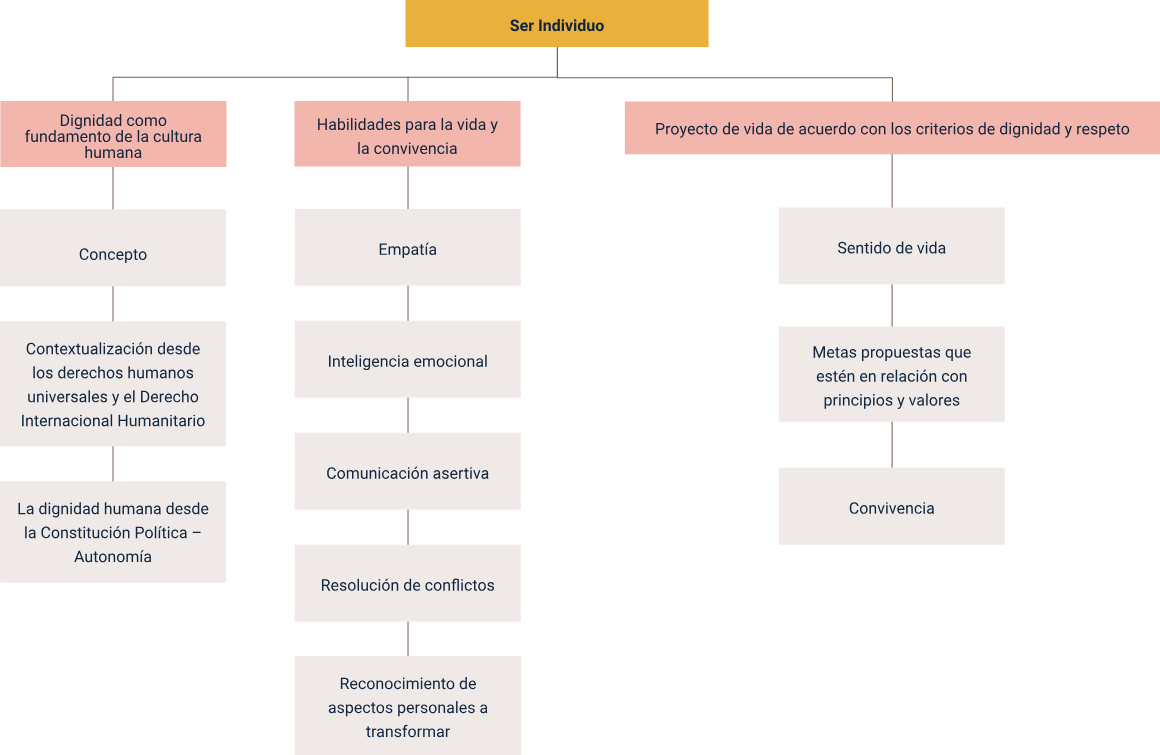 Ser Individuo
Dignidad como
fundamento de la cultura
humana
Concepto
Contextualización desde
los derechos humanos
universales y el Derecho
Internacional Humanitario
La dignidad humana desde
la Constitución Política –
Autonomía
Habilidades para la vida y
la convivencia
Empatía
Inteligencia emocional
Comunicación asertiva
Resolución de conflictos
Reconocimiento de
aspectos personales a
transformar
Proyecto de vida de acuerdo con los criterios de dignidad y respeto
Sentido de vida
Metas propuestas que
estén en relación con
principios y valores
Convivencia